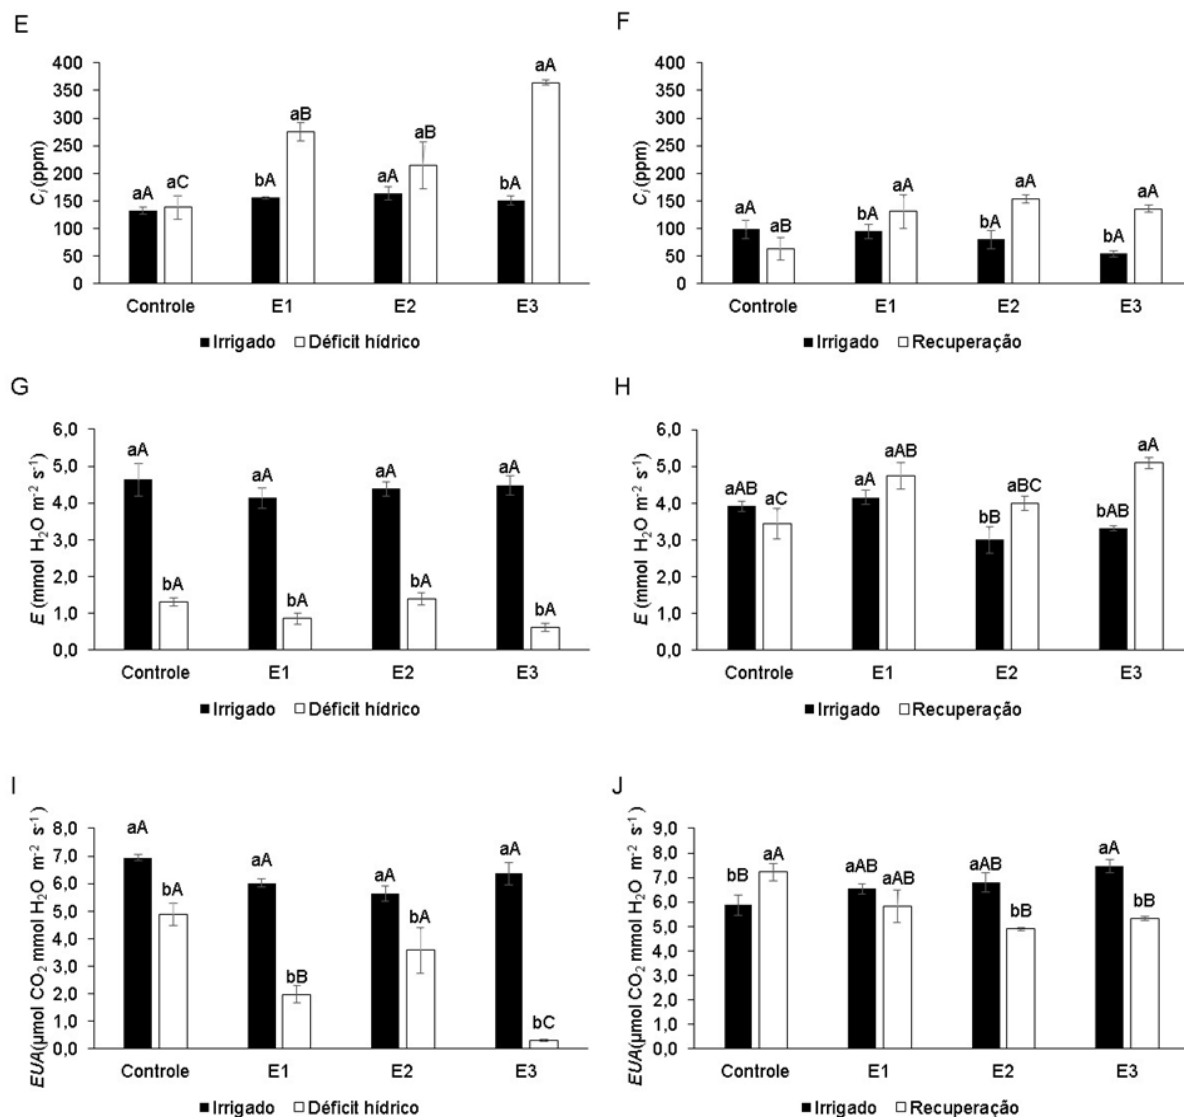 E
400
350
300
250
200
150
100
50
0
Ci (ppm)
aA
aC
bA
aB
aA
aB
bA
aA
Controle
E1
E2
E3
Irrigado
Déficit hídrico
F
400
350
300
250
200
150
100
50
0
Ci (ppm)
aA
aB
bA
aA
bA
aA
bA
aA
Controle
E1
E2
E3
Irrigado
Recuperação
G
6,0
5,0
4,0
3,0
2,0
1,0
0,0
E (mmol H2O m-2 s-1)
aA
bA
aA
bA
aA
bA
aA
bA
Controle
E1
E2
E3
Irrigado
Déficit hídrico
H
6,0
5,0
4,0
3,0
2,0
1,0
0,0
E (mmol H2O m-2 s-1)
aAB
aC
aA
aAB
bB
aBC
bAB
aA
Controle
E1
E2
E3
Irrigado
Recuperação
I
8,0
7,0
6,0
5,0
4,0
3,0
2,0
1,0
0,0
EUA(µmol CO2 mmol H2O m-2 s-1 )
aA
bA
aA
bB
aA
bA
aA
bC
Controle
E1
E2
E3
Irrigado
Déficit hídrico
J
9,0
8,0
7,0
6,0
5,0
4,0
3,0
2,0
1,0
0,0
EUA(µmol CO2 mmol H2O m-2 s-1 )
bB
aA
aAB
aAB
aAB
bB
aA
bB
Controle
E1
E2
E3
Irrigado
Recuperação